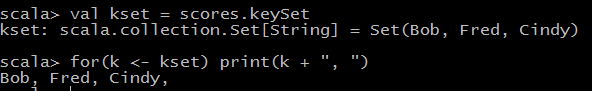 scala> val kset = scores.keySet
kset: scala.collection.Set[String] = Set(Bob, Fred, Cindy)
scala> for(k <- kset) print(k + ", ")
Bob, Fred, Cindy,